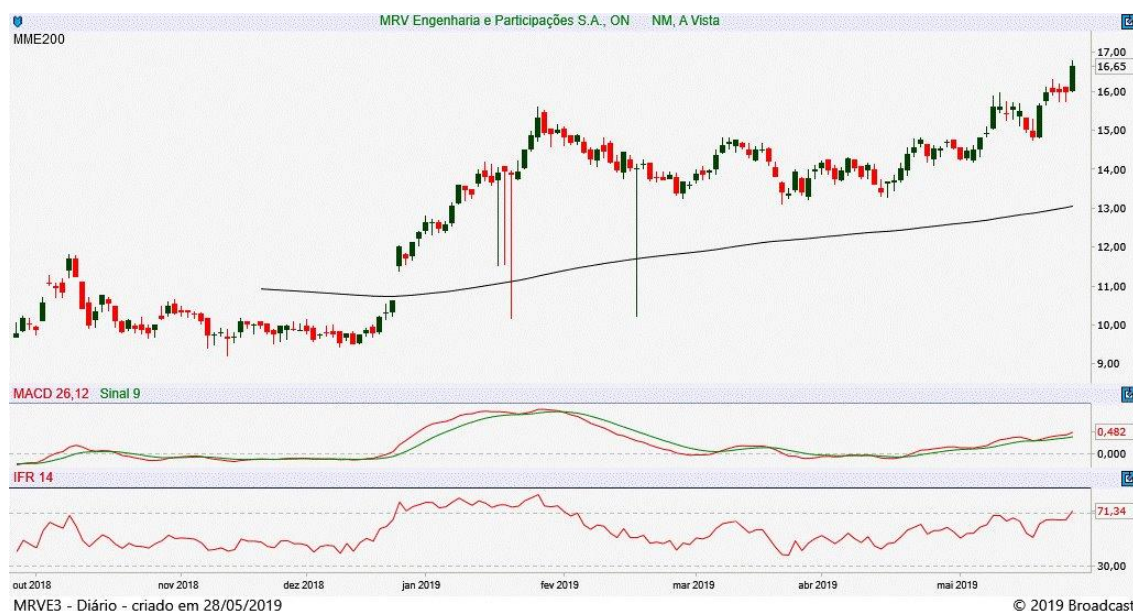 MRV Engenharia e Participações S.A., ON NM, A Vista
MME200
17,00
16,65
16,00
15,00
14,00
13,00
12,00
11,00
10,00
9,00
MACD 26,12 Sinal 9
0,482
0,000
IFR 14
71,34
30,00
out 2018 nov 2018 dez 2018 jan 2019 fev 2019 mar 2019 abr 2019 mai 2019
MRVE3 - Diário - criado em 28/05/2019 © 2019 Broadcast